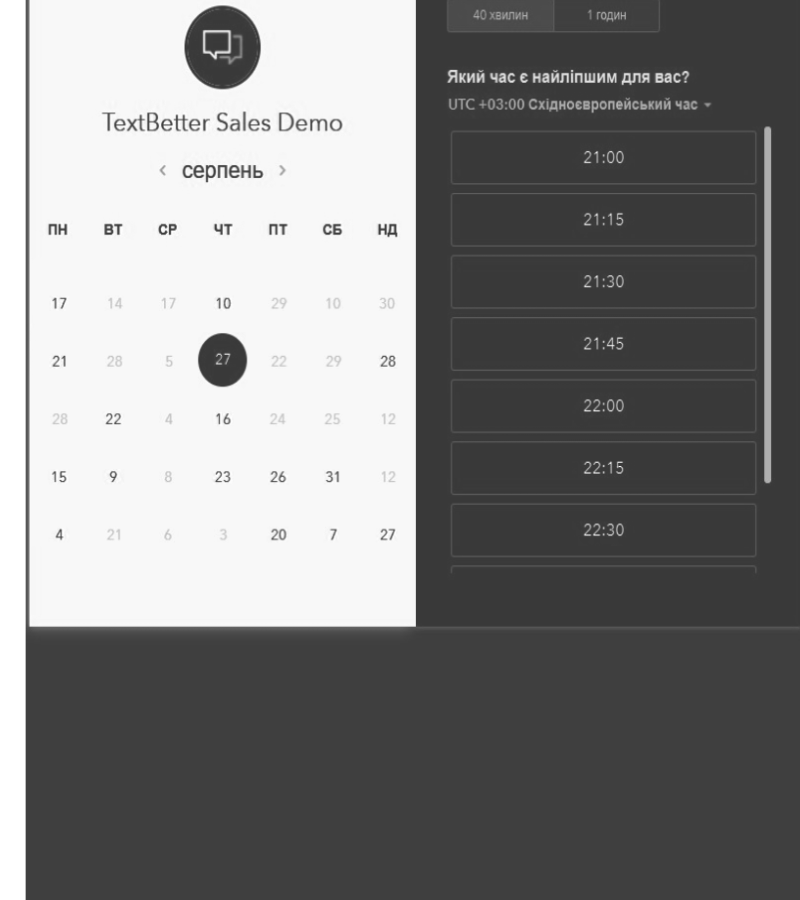 TextBetter Sales Demo
серпень
ПН ВТ СР ЧТ ПТ СБ НД
17 14 17 10 29 10 30
21 28 5 27 22 29 28
28 22 4 16 24 25 12
15 9 8 23 26 31 12
4 21 6 3 20 7 27
40 хвилин 1 годин
Який час є найліпшим для вас?
UTC +03:00 Східноєвропейський час
21:00
21:15
21:30
21:45
22:00
22:15
22:30